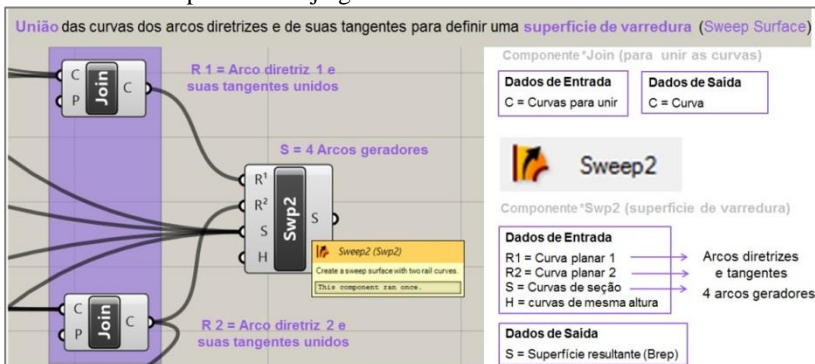 União das curvas dos arcos diretrizes e de suas tangentes para definir uma superficie de varredura (Sweep Surface)
C
P
Join
C
R 1 = Arco diretriz 1 e
suas tangentes unidos
S = 4 Arcos geradores
R¹
R²
S
H
Swp2
S
Sweep2 (Swp2)
Create a sweep surface with two rail curves.
This component ran once.
C
P
Join
C
R 2 = Arco diretriz 2 e
suas tangentes unidos
Componente*Join (para unir as curvas)
Dados de Entrada
C = Curvas para unir
Dados de Saída
C = Curva
Sweep2
Componente*Swp2 (superficie de varredura)
Dados de Entrada
R1 = Curva planar 1
R2 = Curva planar 2
S = Curvas de seção
H = curvas de mesma altura
Arcos diretrizes
e tangentes
4 arcos geradores
Dados de Saida
S = Superfície resultante (Brep)